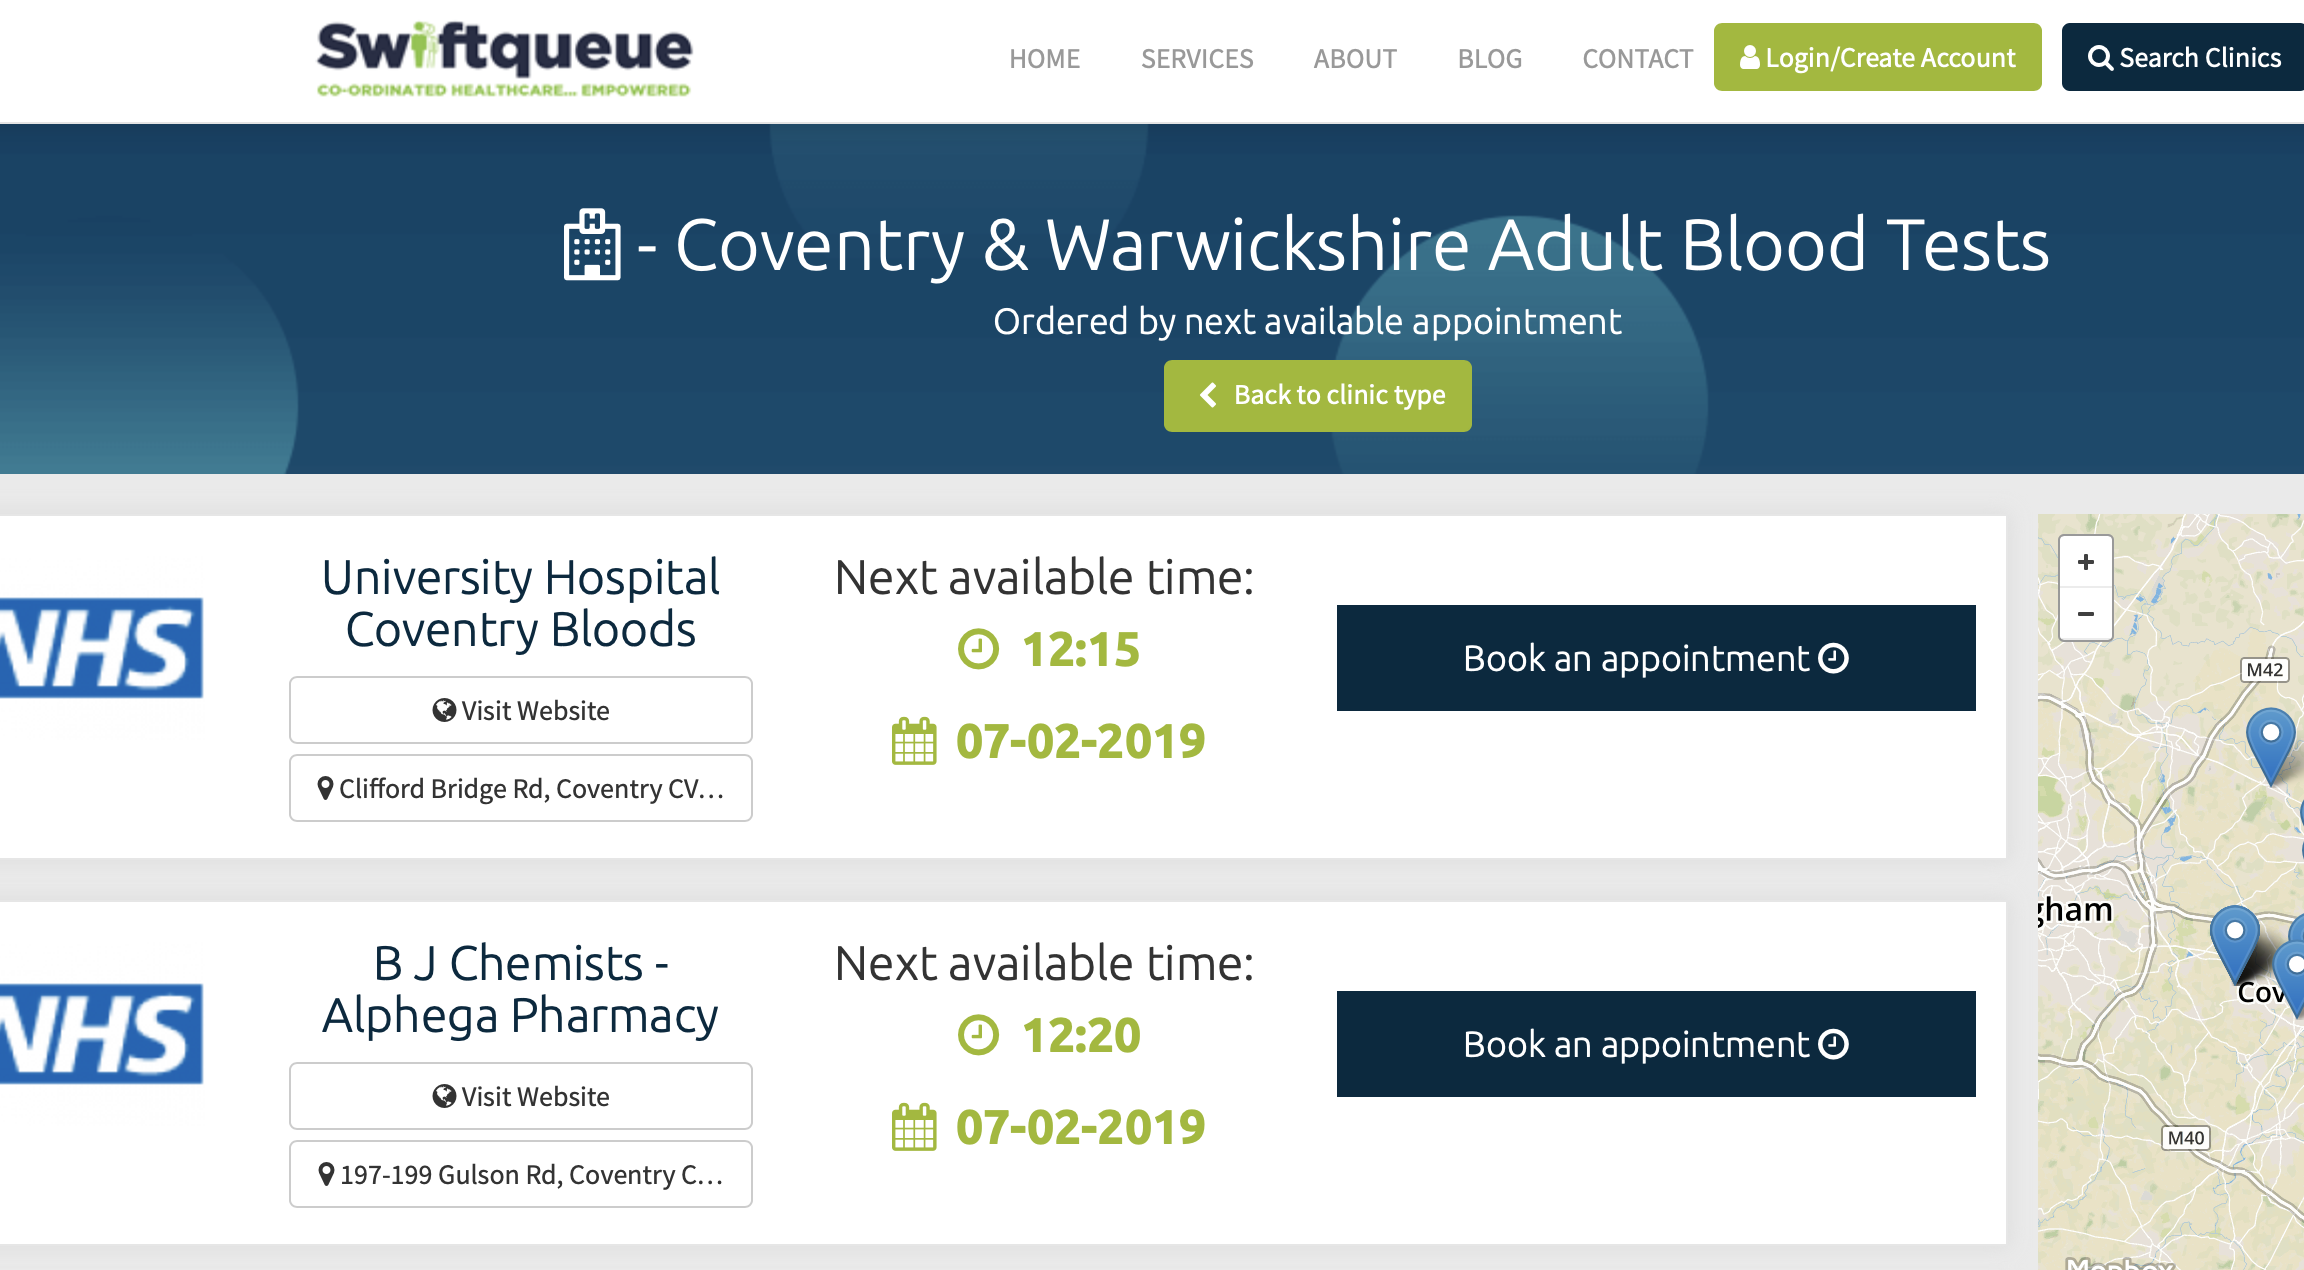 Swiftqueue
CO-ORDINATED HEALTHCARE... EMPOWERED
HOME
SERVICES
ABOUT
BLOG
CONTACT
Login/Create Account
Search Clinics
H - Coventry & Warwickshire Adult Blood Tests
Ordered by next available appointment
Back to clinic type
NHS
University Hospital
Coventry Bloods
Visit Website
Clifford Bridge Rd, Coventry CV...
Next available time:
12:15
07-02-2019
Book an appointment
NHS
B J Chemists -
Alphega Pharmacy
Visit Website
197-199 Gulson Rd, Coventry C...
Next available time:
12:20
07-02-2019
Book an appointment
+
−
M42
gham
Cov
M40